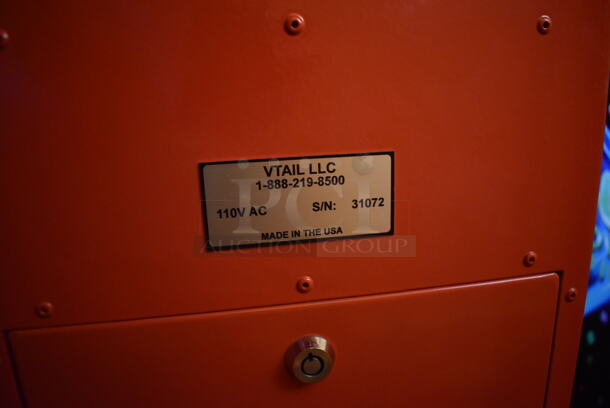 VTAIL LLC
1-888-219-8500
110V AC S/N: 31072
MADE IN THE USA
PCI
AUCTION GROUP